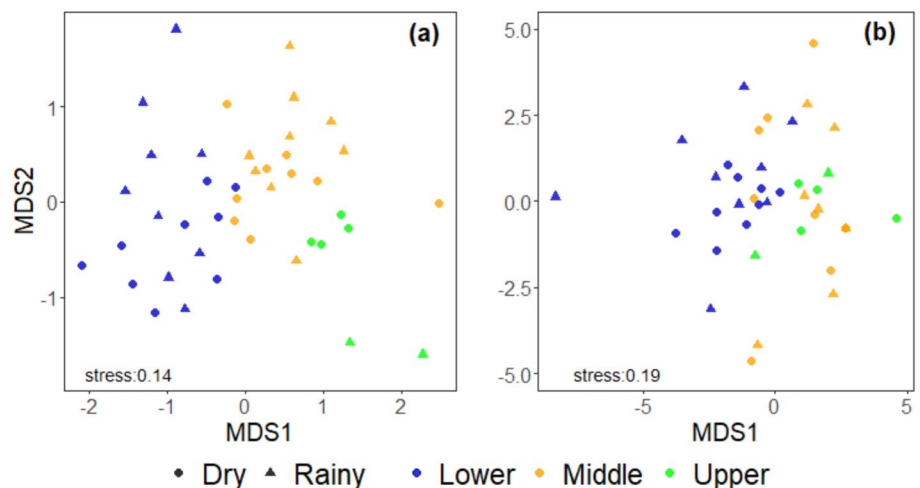 (a)
(b)
MDS2
1
0
-1
5.0
2.5
0.0
-2.5
-5.0
stress:0.14
stress:0.19
-2 -1 0 1 2
-5 0 5
MDS1
MDS1
Dry Rainy Lower Middle Upper